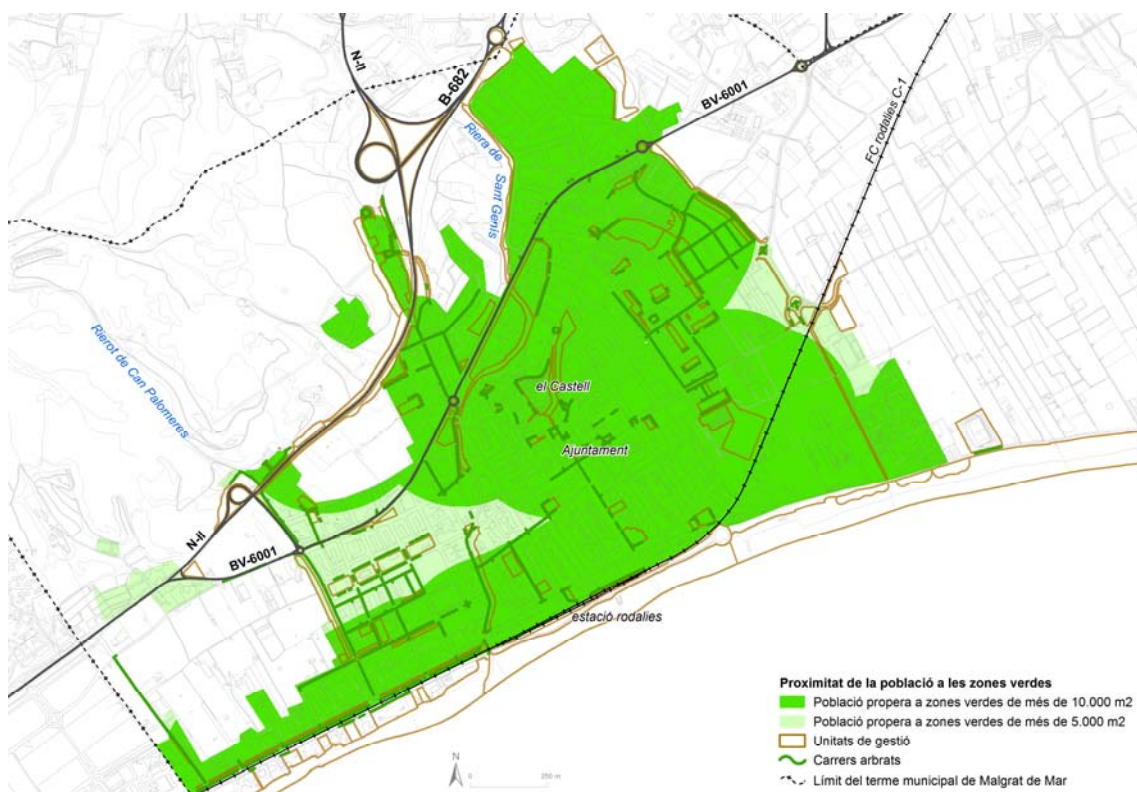 N-II
B-682
BV-6001
FC rodalies C-1
Riera de
Sant Genís
Rierot de Can Palomeres
el Castell
Ajuntament
N-II
BV-6001
estació rodalies
N
0 250 m
Proximitat de la població a les zones verdes
Població propera a zones verdes de més de 10.000 m2
Població propera a zones verdes de més de 5.000 m2
Unitats de gestió
Carrers arbrats
Límit del terme municipal de Malgrat de Mar